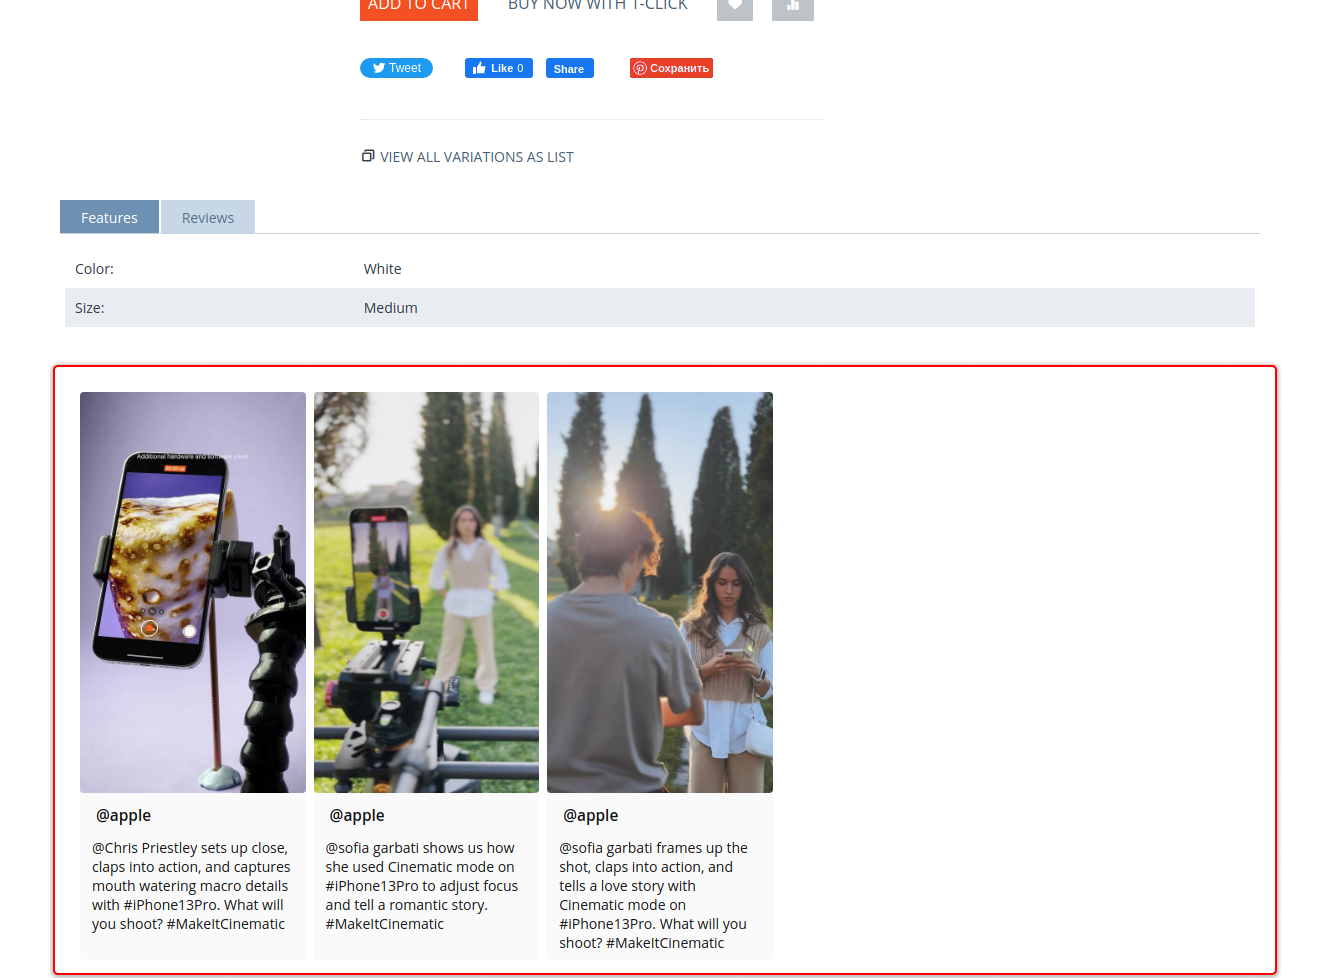 ADD TO CART BUY NOW WITH 1-CLICK
Tweet Like 0 Share Сохранить
VIEW ALL VARIATIONS AS LIST
Features Reviews
Color: White
Size: Medium
Additional hardware and software used
@apple
@Chris Priestley sets up close,
claps into action, and captures
mouth watering macro details
with #iPhone13Pro. What will
you shoot? #MakeItCinematic
@apple
@sofia garbati shows us how
she used Cinematic mode on
#iPhone13Pro to adjust focus
and tell a romantic story.
#MakeItCinematic
@apple
@sofia garbati frames up the
shot, claps into action, and
tells a love story with
Cinematic mode on
#iPhone13Pro. What will you
shoot? #MakeItCinematic